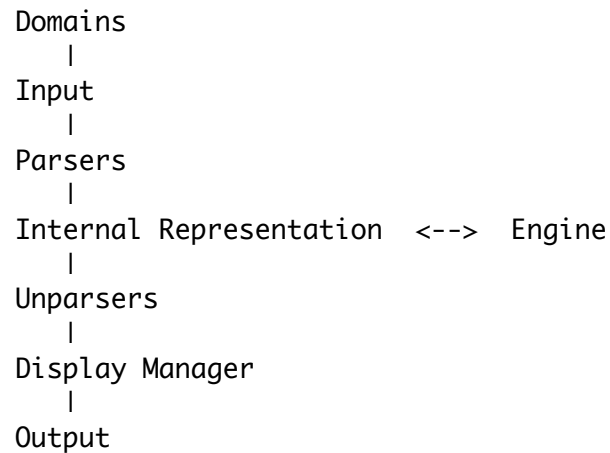 Domains
|
Input
|
Parsers
|
Internal Representation <--> Engine
|
Unparsers
|
Display Manager
|
Output